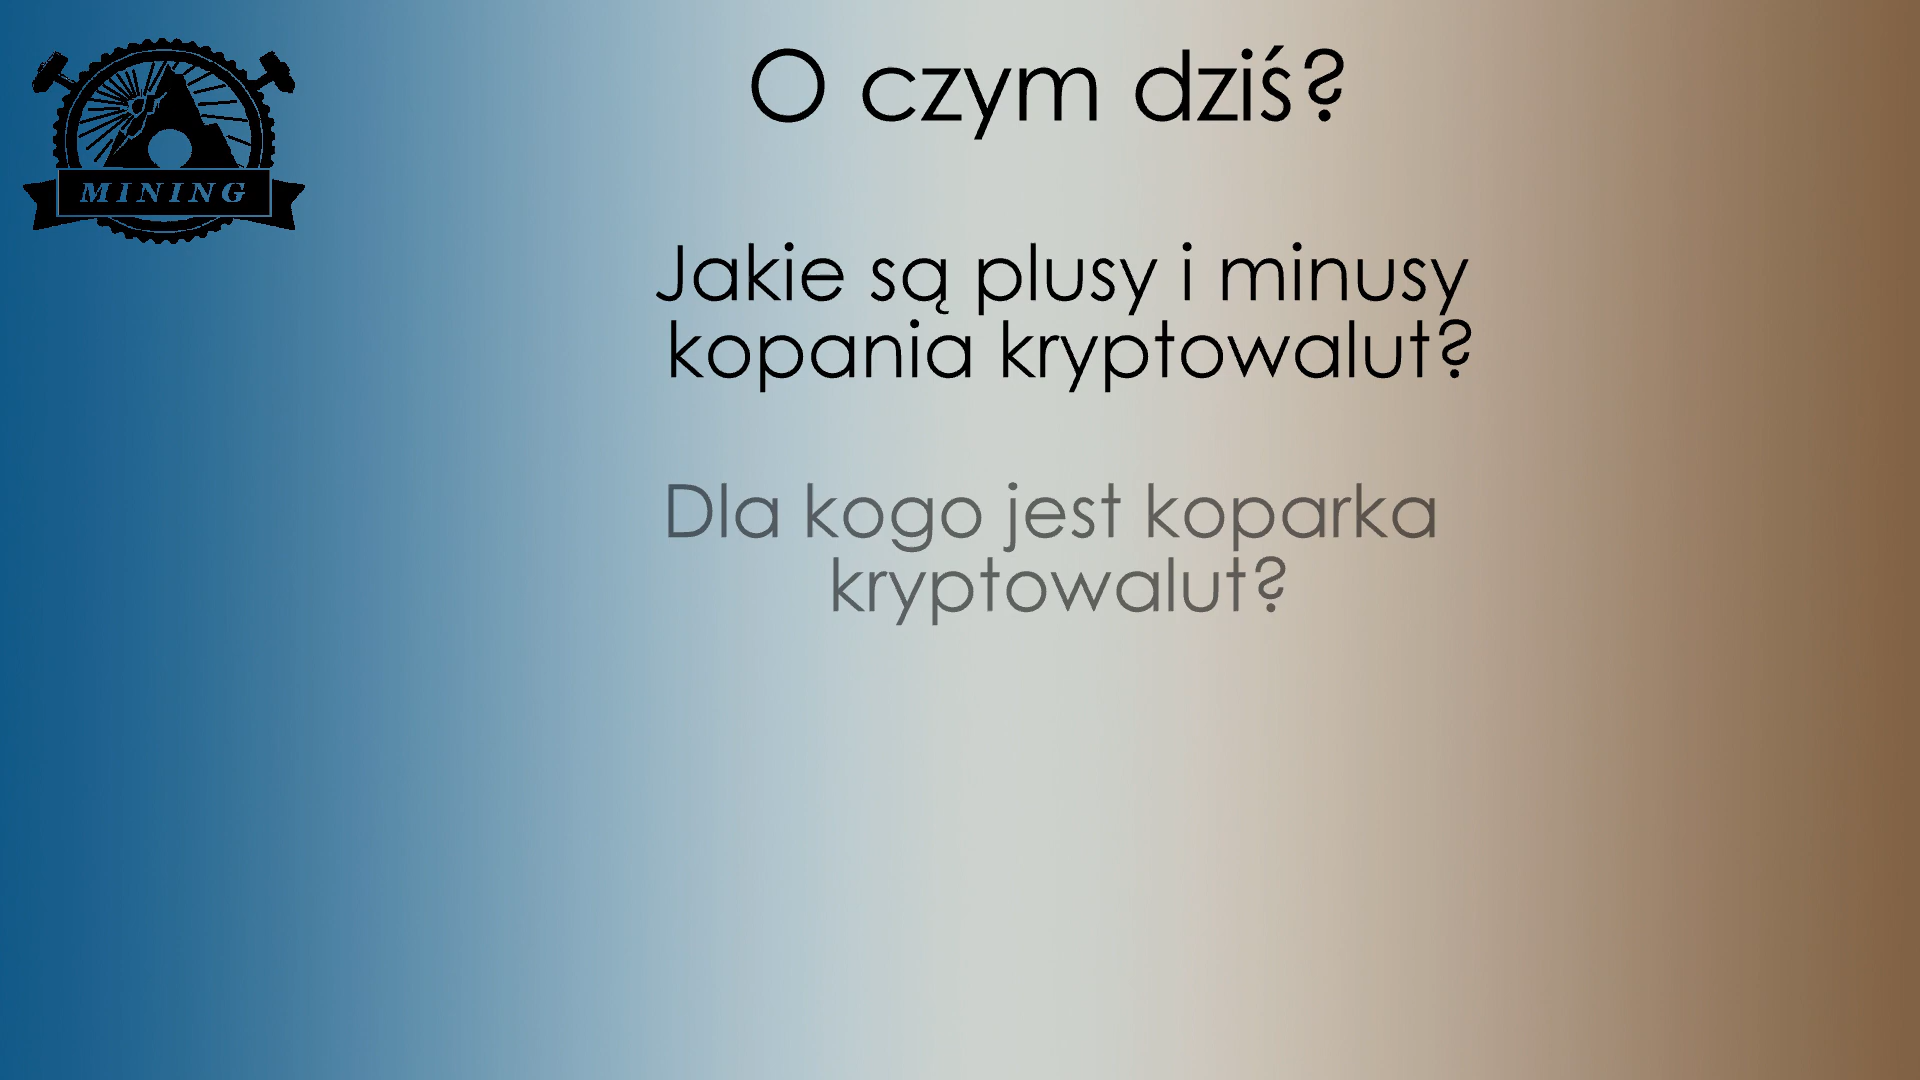 MINING
O czym dziś?
Jakie są plusy i minusy
kopania kryptowalut?
Dla kogo jest koparka
kryptowalut?